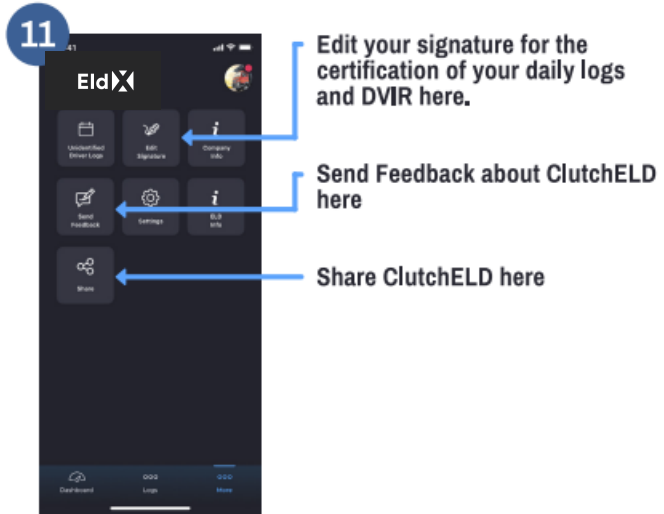 11
41
EldX
Unidentified
Driver Logs
Edit
Signature
Company
Info
Send
Feedback
Settings
ELD
Info
Share
Dashboard
Logs
More
Edit your signature for the
certification of your daily logs
and DVIR here.
Send Feedback about ClutchELD
here
Share ClutchELD here